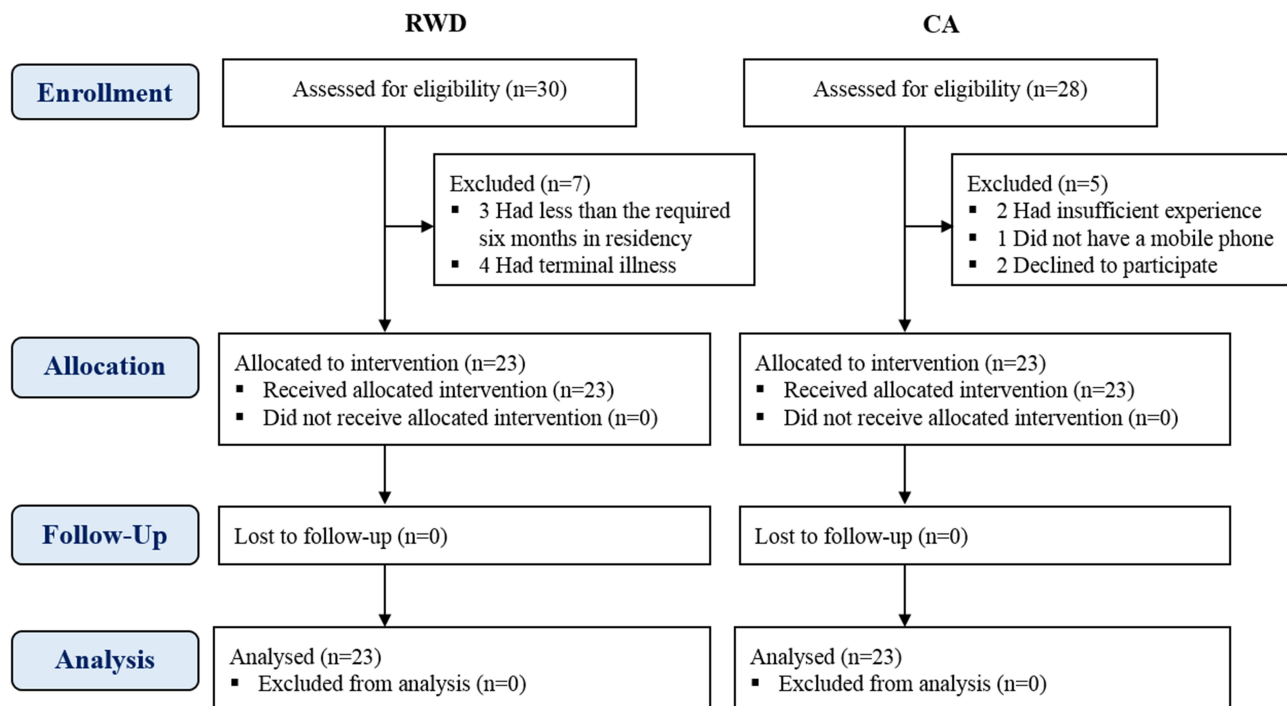 RWD
CA
Enrollment
Assessed for eligibility (n=30)
Assessed for eligibility (n=28)
Excluded (n=7)
▪ 3 Had less than the required
six months in residency
▪ 4 Had terminal illness
Excluded (n=5)
▪ 2 Had insufficient experience
▪ 1 Did not have a mobile phone
▪ 2 Declined to participate
Allocation
Allocated to intervention (n=23)
▪ Received allocated intervention (n=23)
▪ Did not receive allocated intervention (n=0)
Allocated to intervention (n=23)
▪ Received allocated intervention (n=23)
▪ Did not receive allocated intervention (n=0)
Follow-Up
Lost to follow-up (n=0)
Lost to follow-up (n=0)
Analysis
Analysed (n=23)
▪ Excluded from analysis (n=0)
Analysed (n=23)
▪ Excluded from analysis (n=0)